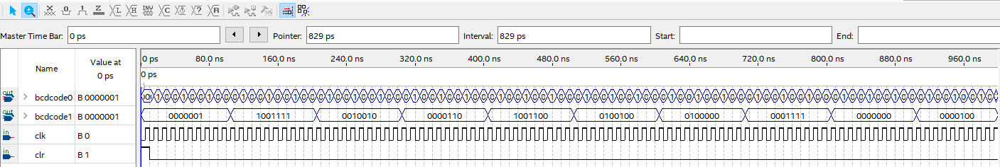 Master Time Bar: 0 ps Pointer: 829 ps Interval: 829 ps Start: End:
Name Value at 0 ps
0 ps 80.0 ns 160.0 ns 240.0 ns 320.0 ns 400.0 ns 480.0 ns 560.0 ns 640.0 ns 720.0 ns 800.0 ns 880.0 ns 960.0 ns
0 ps
out bcdcode0 B 0000001
out bcdcode1 B 0000001 0000001 1001111 0010010 0000110 1001100 0100100 0100000 0001111 0000000 0000100
in clk B 0
in clr B 1